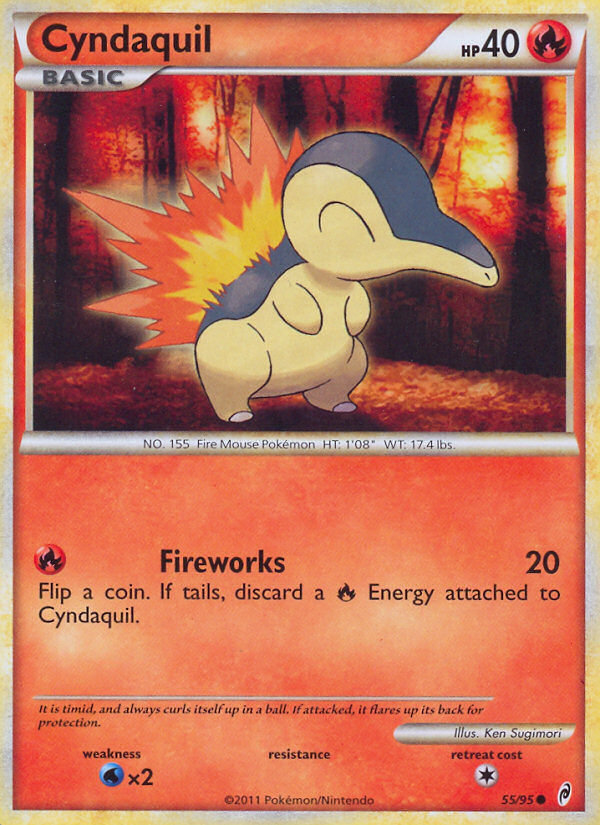 Cyndaquil
HP40
BASIC
NO. 155 Fire Mouse Pokémon HT: 1'08" WT: 17.4 lbs.
Fireworks 20
Flip a coin. If tails, discard a Energy attached to
Cyndaquil.
It is timid, and always curls itself up in a ball. If attacked, it flares up its back for
protection.
Illus. Ken Sugimori
weakness resistance retreat cost
×2
©2011 Pokémon/Nintendo 55/95